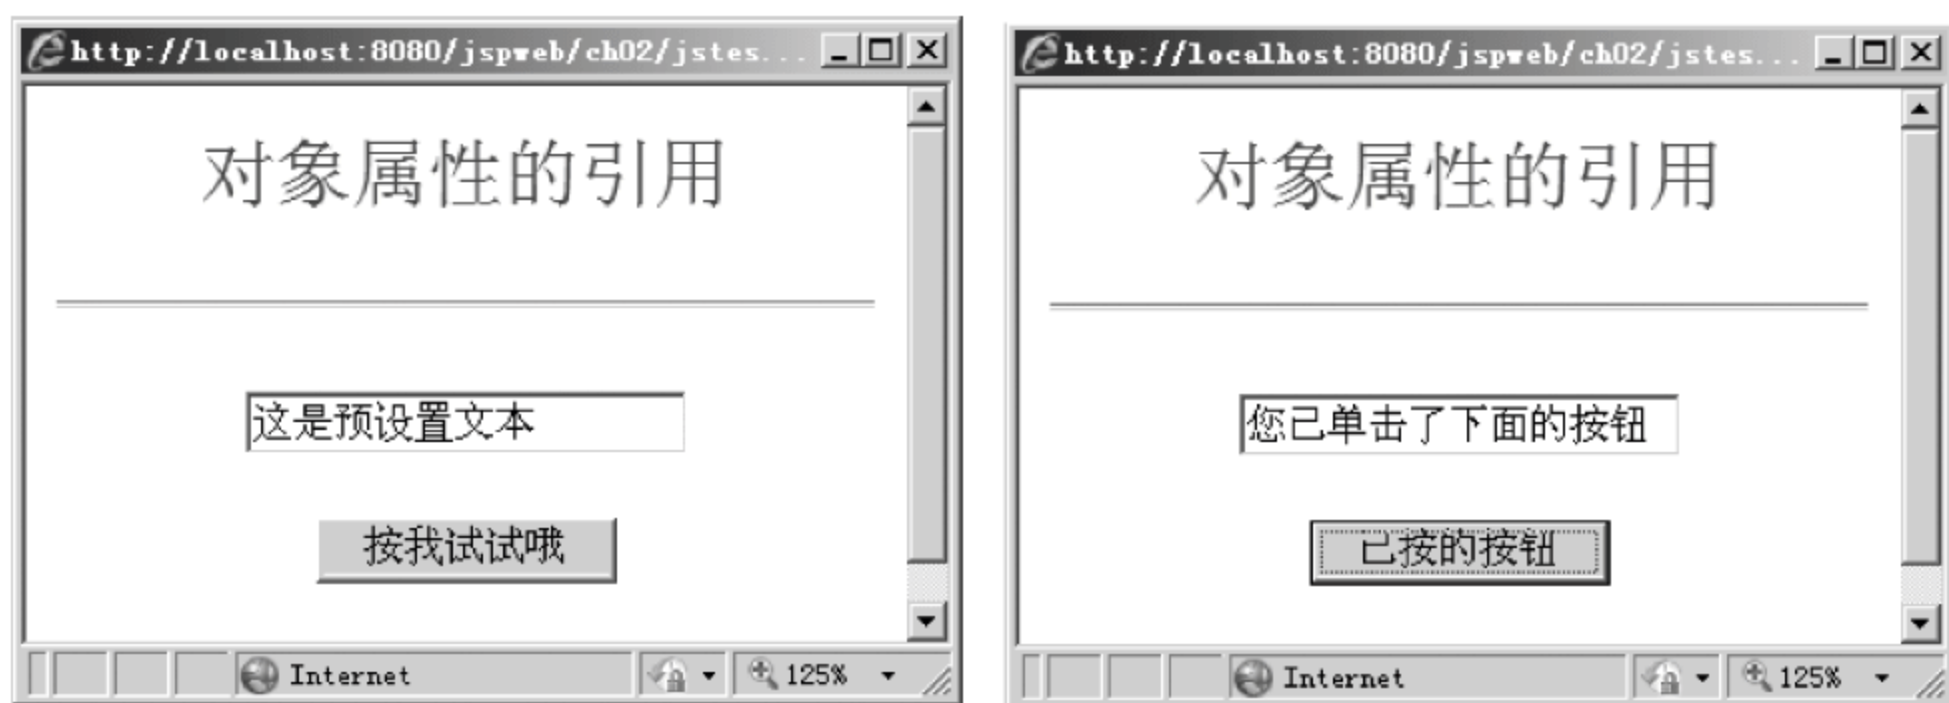 http://localhost:8080/jspweb/ch02/jstes...
对象属性的引用
这是预设置文本
按我试试哦
Internet
125%
http://localhost:8080/jspweb/ch02/jstes...
对象属性的引用
您已单击了下面的按钮
已按的按钮
Internet
125%